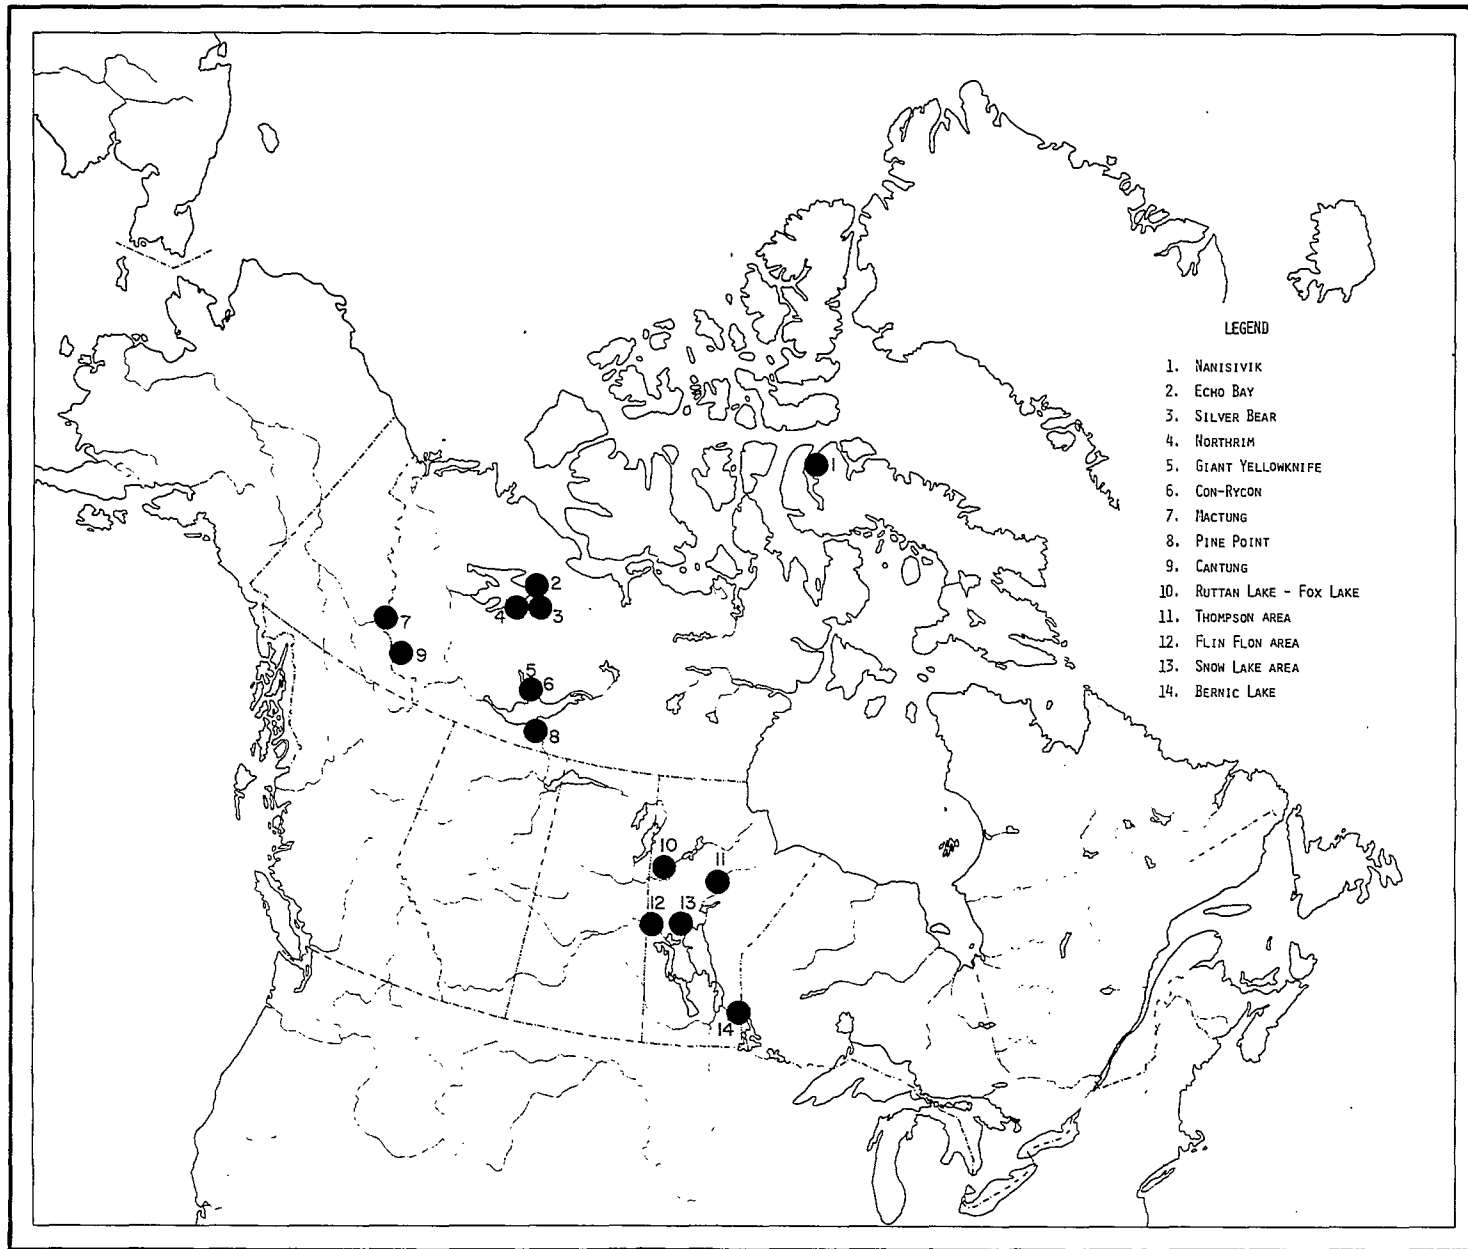 LEGEND
1. NANISIVIK
2. ECHO BAY
3. SILVER BEAR
4. NORTHRIM
5. GIANT YELLOWKNIFE
6. CON-RYCON
7. MACTUNG
8. PINE POINT
9. CANTUNG
10. RUTTAN LAKE - FOX LAKE
11. THOMPSON AREA
12. FLIN FLON AREA
13. SNOW LAKE AREA
14. BERNIC LAKE
1
2
4 3
7
9
5
6
8
10
11
12 13
14